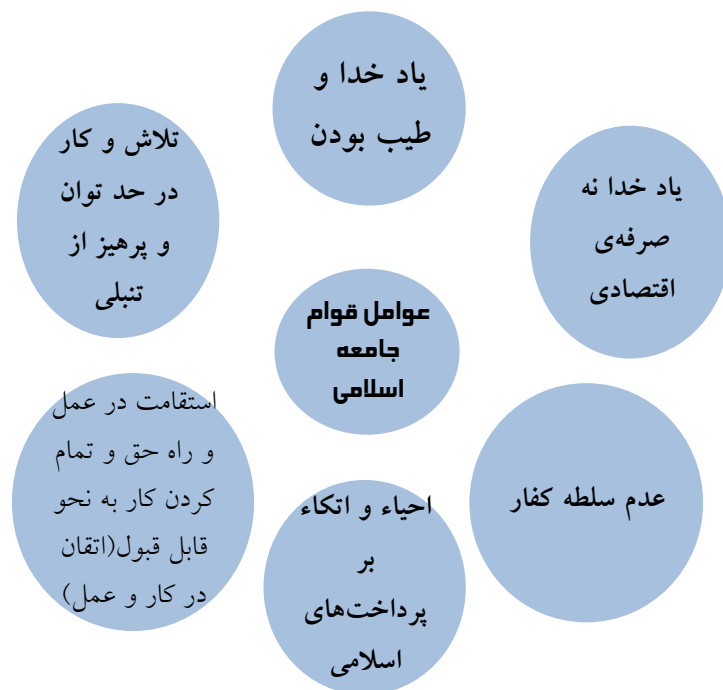 یاد خدا و
طیب بودن
یاد خدا نه
صرفه‌ی
اقتصادی
عدم سلطه کفار
احیاء و اتکاء
بر
پرداخت‌های
اسلامی
استقامت در عمل
و راه حق و تمام
کردن کار به نحو
قابل قبول(اتقان
در کار و عمل)
تلاش و کار
در حد توان
و پرهیز از
تنبلی
عوامل قوام
جامعه
اسلامی